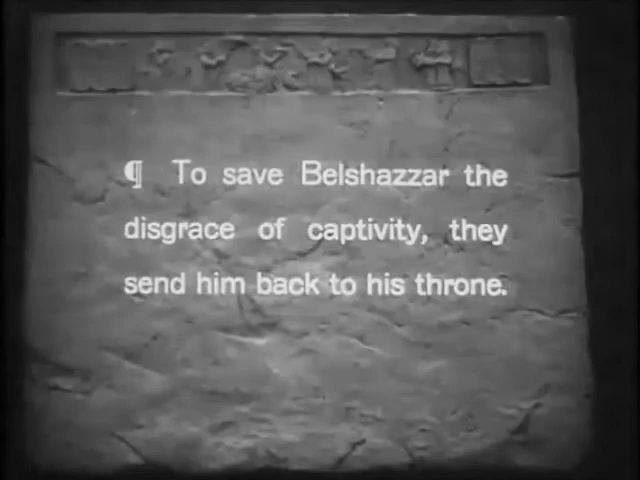 ¶ To save Belshazzar the
disgrace of captivity, they
send him back to his throne.